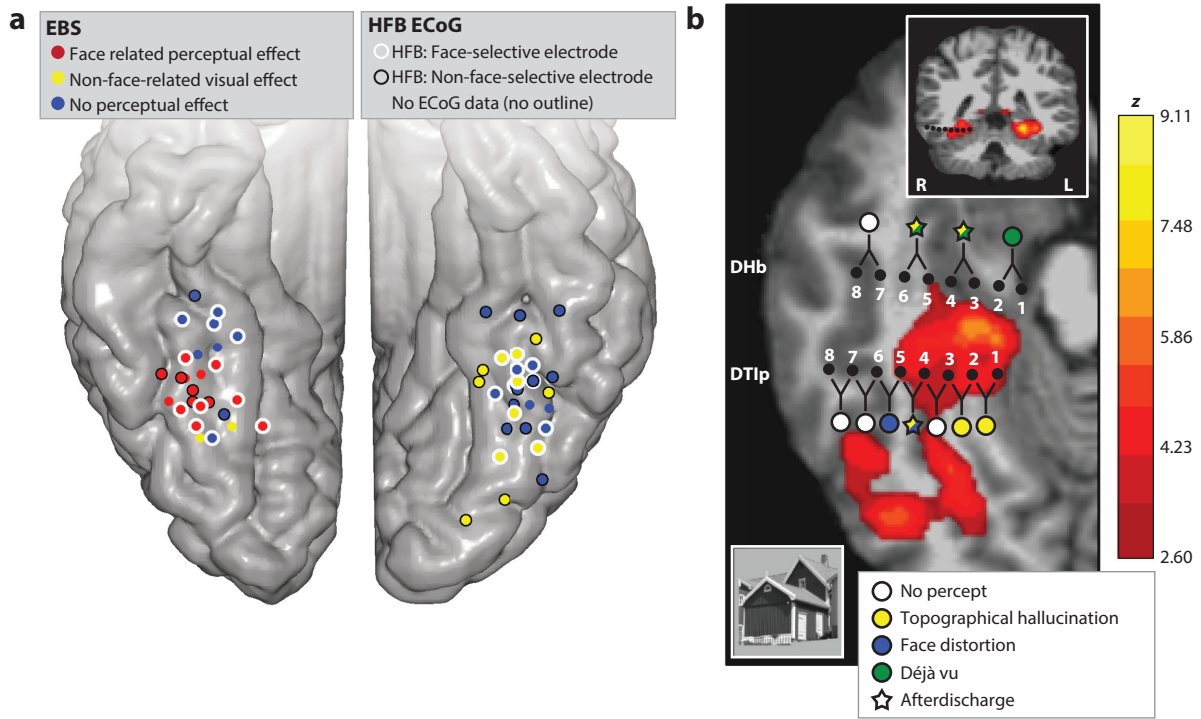 a
EBS
Face related perceptual effect
Non-face-related visual effect
No perceptual effect
HFB ECoG
HFB: Face-selective electrode
HFB: Non-face-selective electrode
No ECoG data (no outline)
b
R
L
z
9.11
7.48
5.86
4.23
2.60
DHb
8 7 6 5 4 3 2 1
DTIp
8 7 6 5 4 3 2 1
No percept
Topographical hallucination
Face distortion
Déjà vu
Afterdischarge